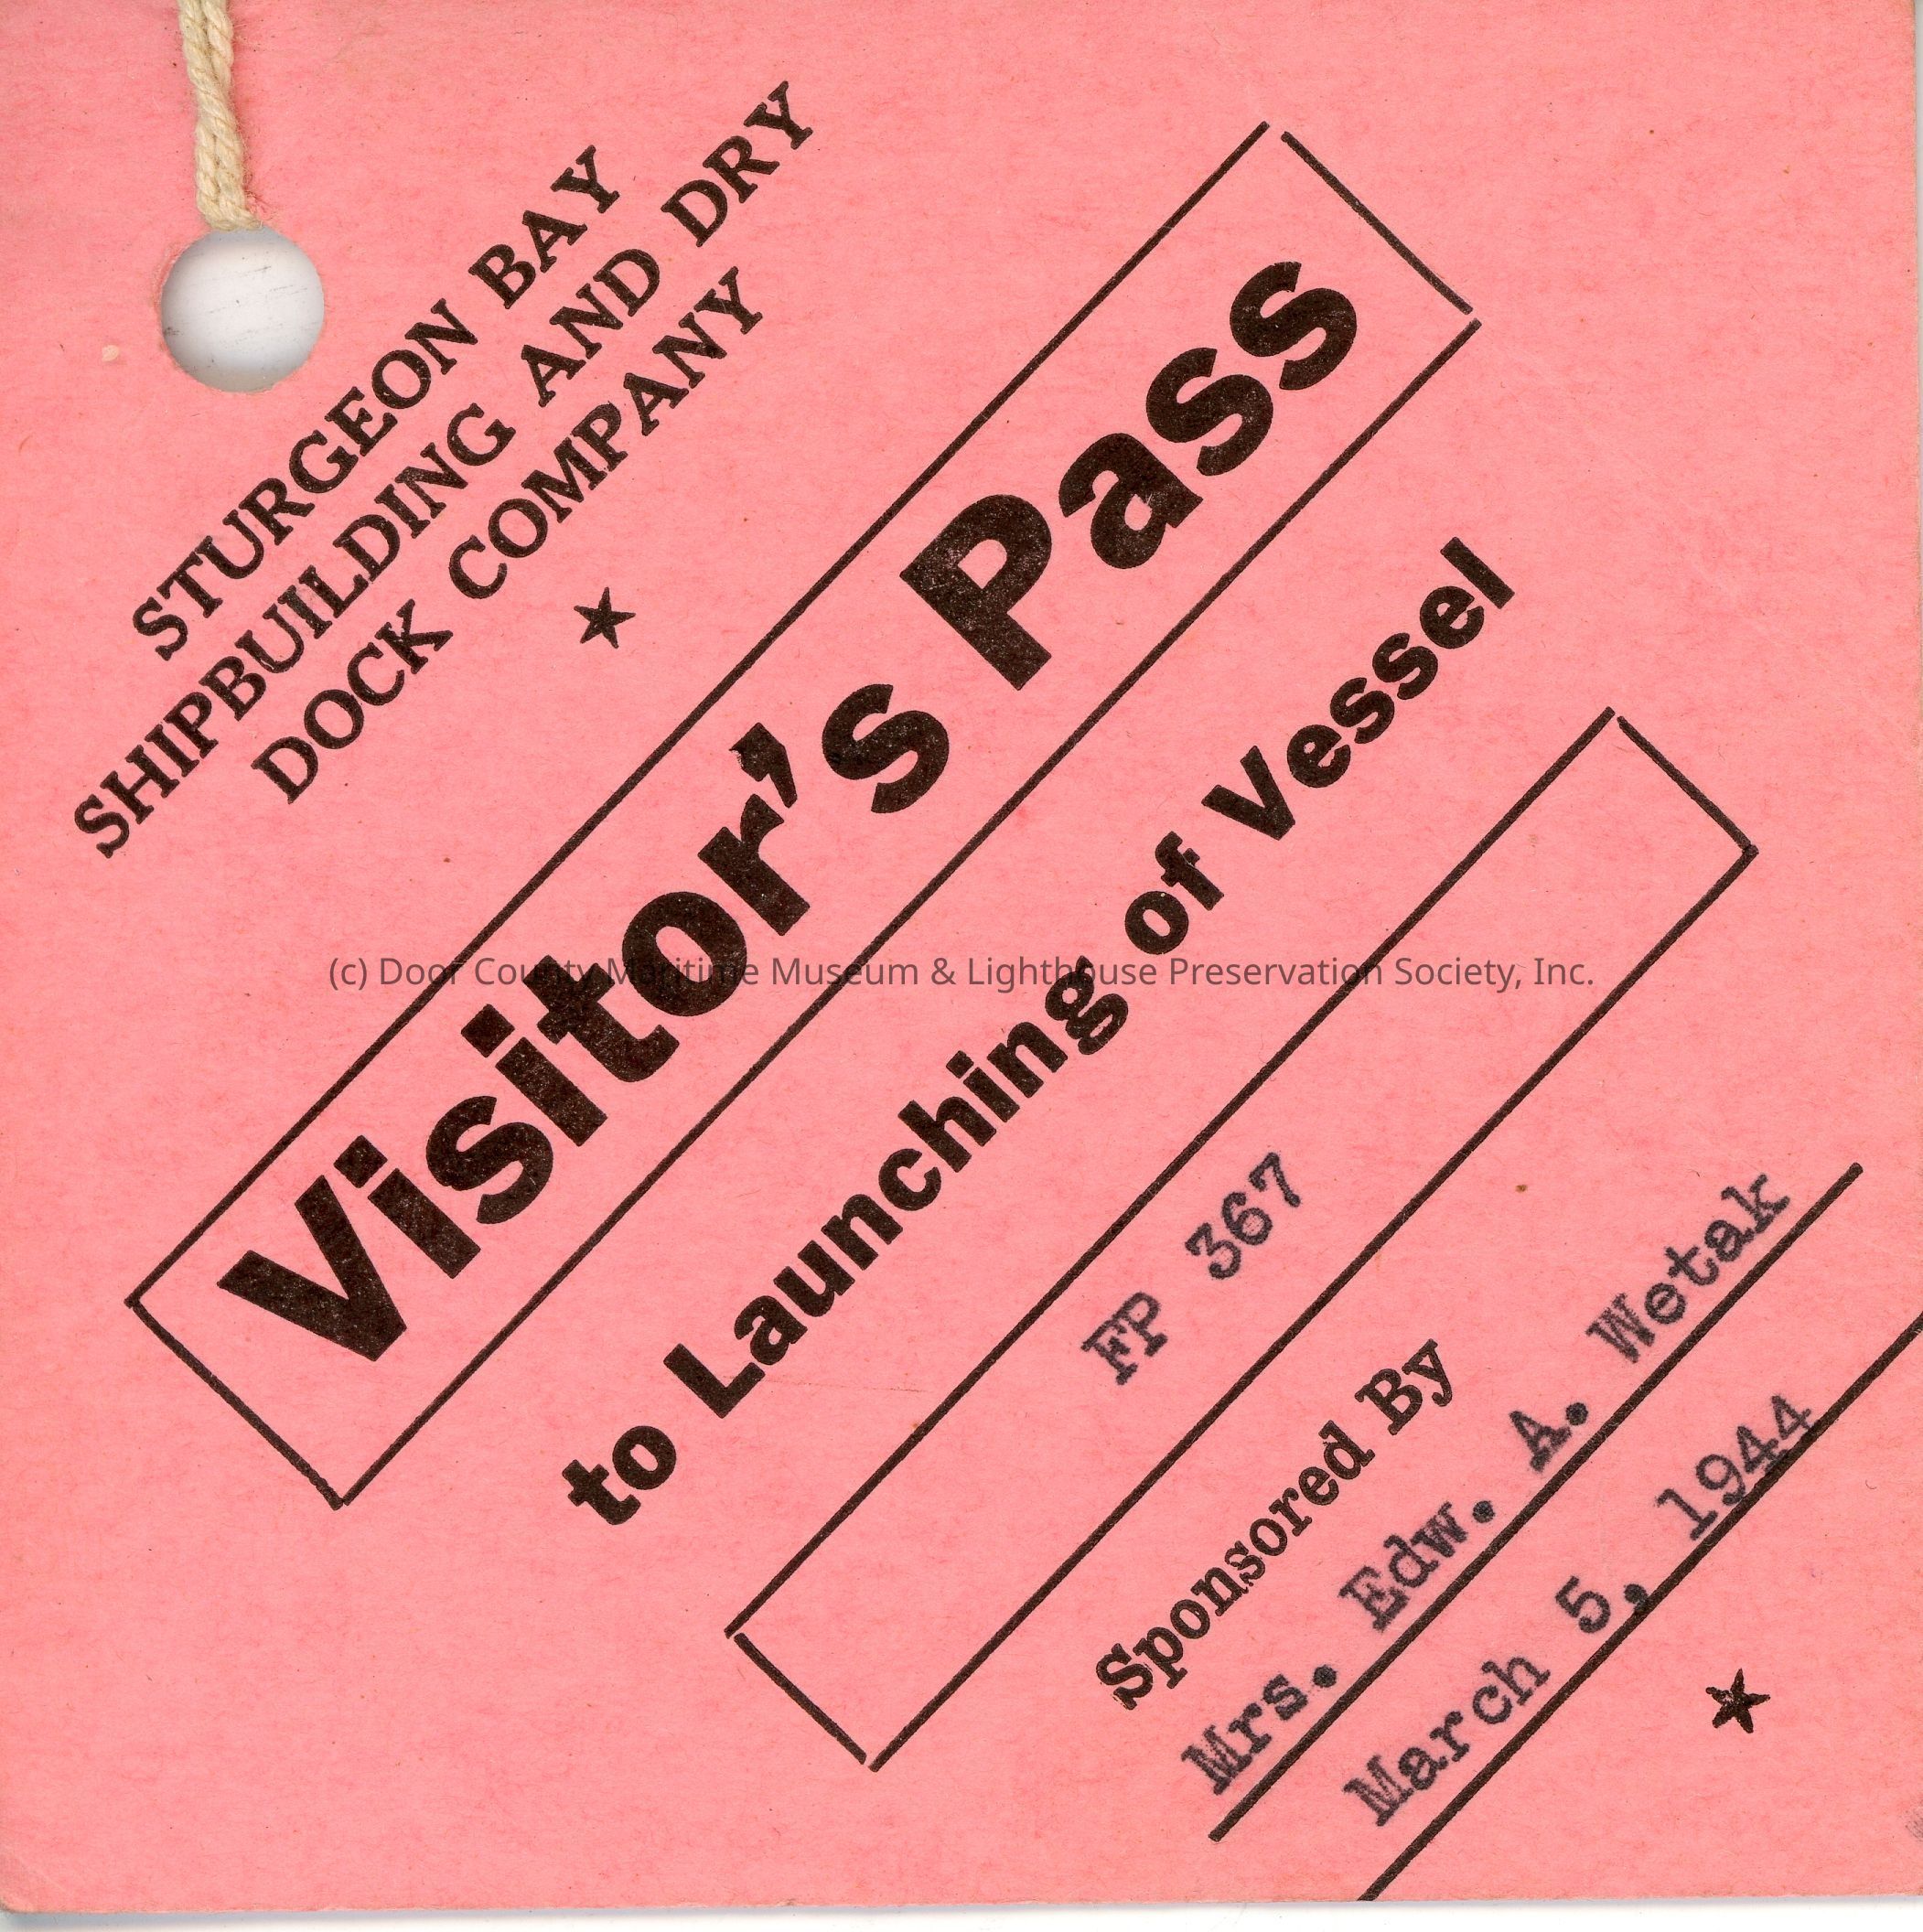 STURGEON BAY
SHIPBUILDING AND DRY
DOCK COMPANY
Visitor's Pass
to Launching of Vessel
FP 367
Sponsored By
Mrs. Edw. A. Wetak
March 5, 1944
(c) Door County Maritime Museum & Lighthouse Preservation Society, Inc.